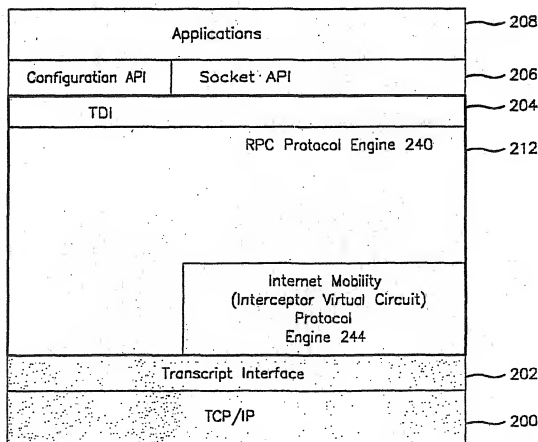 Applications
208
Configuration API
Socket API
206
TDI
204
RPC Protocol Engine 240
212
Internet Mobility
(Interceptor Virtual Circuit)
Protocol
Engine 244
Transcript Interface
202
TCP/IP
200